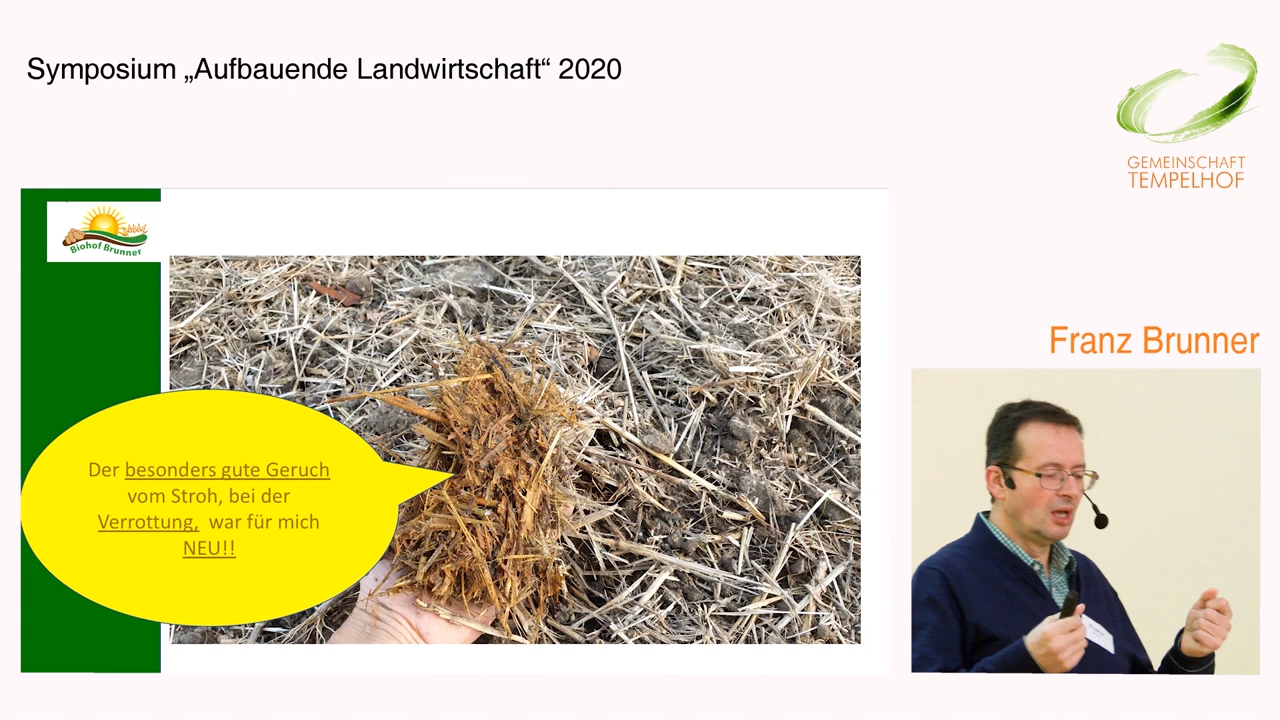 Symposium „Aufbauende Landwirtschaft“ 2020
GEMEINSCHAFT
TEMPELHOF
Biohof Brunner
Franz Brunner
Der besonders gute Geruch
vom Stroh, bei der
Verrottung, war für mich
NEU!!